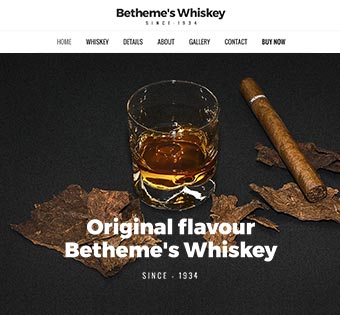 Betheme's Whiskey
SINCE - 1934
HOME WHISKEY DETAILS ABOUT GALLERY CONTACT BUY NOW
Original flavour
Betheme's Whiskey
SINCE - 1934